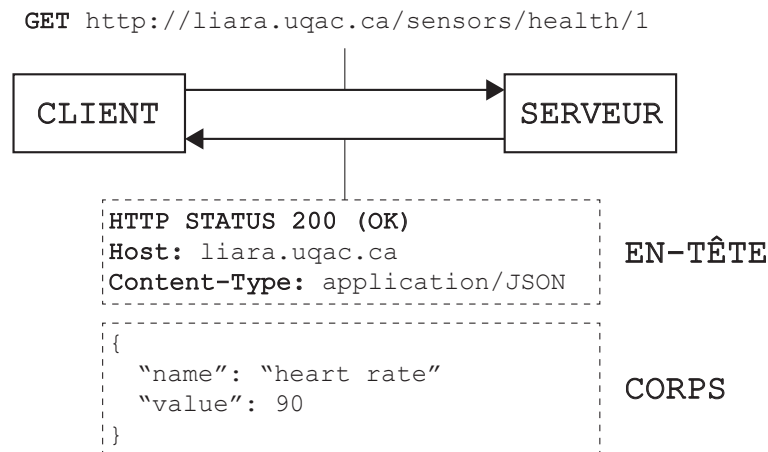 GET http://liara.uqac.ca/sensors/health/1
CLIENT
SERVEUR
HTTP STATUS 200 (OK)
Host: liara.uqac.ca
Content-Type: application/JSON
EN-TÊTE
{
“name”: “heart rate”
“value”: 90
}
CORPS